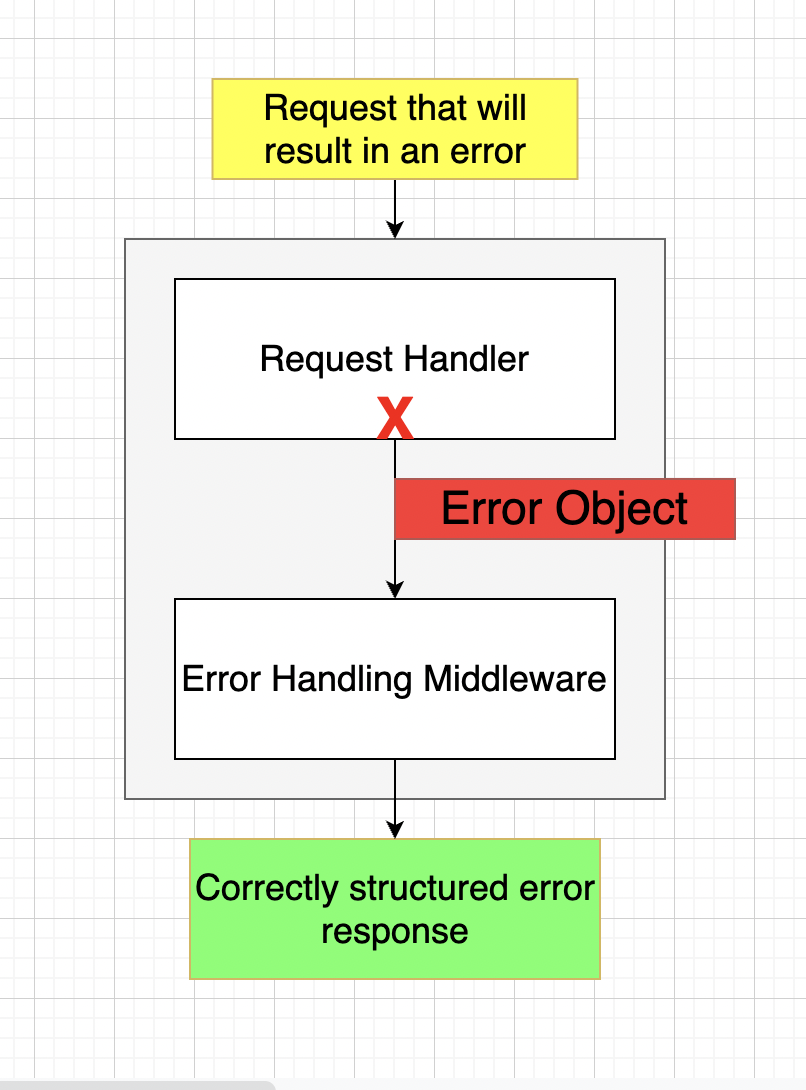 Request that will
result in an error
Request Handler
X
Error Object
Error Handling Middleware
Correctly structured error
response